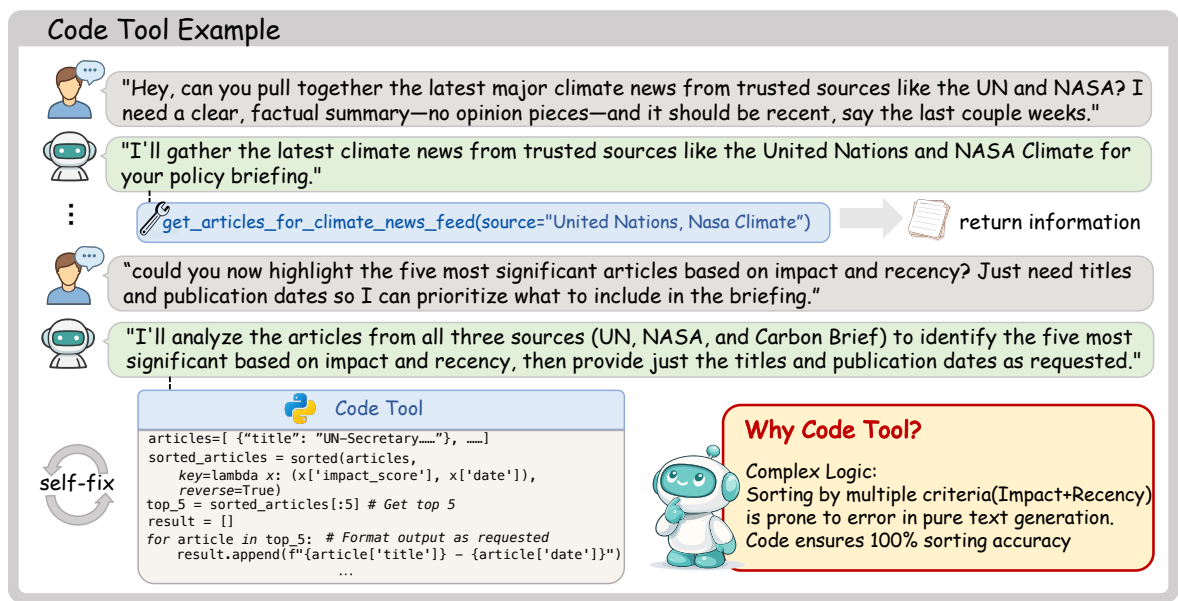 Code Tool Example
"Hey, can you pull together the latest major climate news from trusted sources like the UN and NASA? I
need a clear, factual summary—no opinion pieces—and it should be recent, say the last couple weeks."
"I'll gather the latest climate news from trusted sources like the United Nations and NASA Climate for
your policy briefing."
get_articles_for_climate_news_feed(source="United Nations, Nasa Climate”)
return information
“could you now highlight the five most significant articles based on impact and recency? Just need titles
and publication dates so I can prioritize what to include in the briefing.”
"I'll analyze the articles from all three sources (UN, NASA, and Carbon Brief) to identify the five most
significant based on impact and recency, then provide just the titles and publication dates as requested."
Code Tool
articles=[ {“title”: ”UN-Secretary……”}, ……]
sorted_articles = sorted(articles,
key=lambda x: (x['impact_score'], x['date']),
reverse=True)
top_5 = sorted_articles[:5] # Get top 5
result = []
for article in top_5: # Format output as requested
result.append(f"{article['title']} – {article['date']}")
…
self-fix
Why Code Tool?
Complex Logic:
Sorting by multiple criteria(Impact+Recency)
is prone to error in pure text generation.
Code ensures 100% sorting accuracy